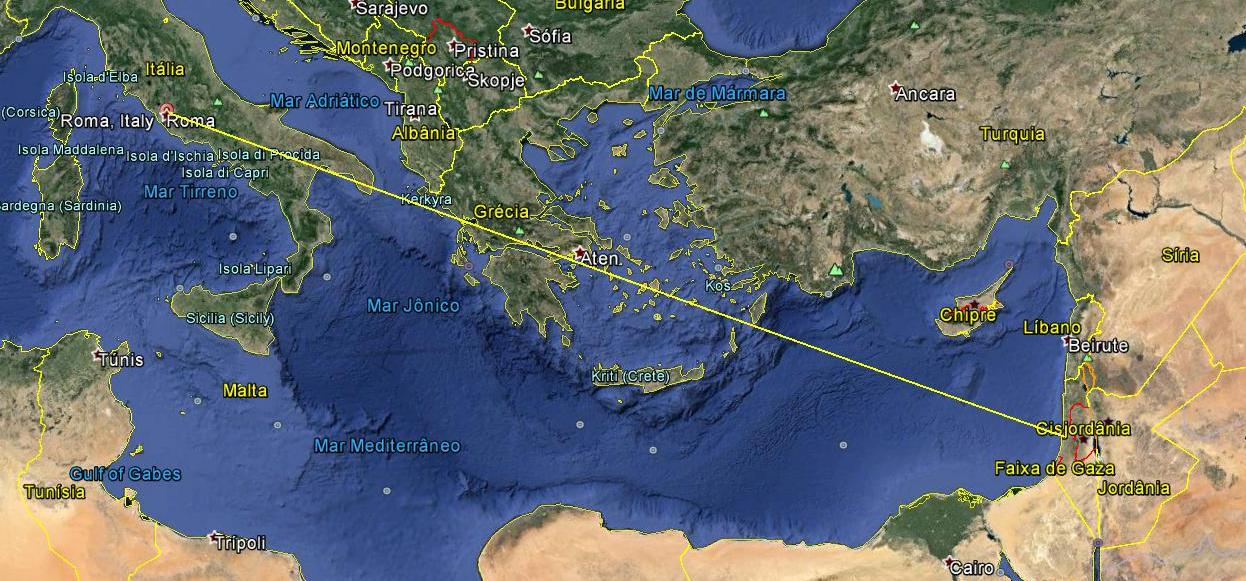 Sarajevo
Bulgária
Montenegro
Pristina
Sófia
Podgorica
Skopje
Itália
Isola d'Elba
Mar Adriático
Tirana
Mar de Mármara
Ancara
(Corsica)
Roma, Italy
Roma
Albânia
Turquia
Isola Maddalena
Isola d'Ischia
Isola di Procida
Isola di Capri
Mar Tirreno
Kerkyra
ardegna (Sardinia)
Grécia
Aten.
Síria
Isola Lipari
Kos
Mar Jônico
Sicilia (Sicily)
Chipre
Líbano
Beirute
Túnis
Kriti (Crete)
Malta
Cisjordânia
Mar Mediterrâneo
Faixa de Gaza
Gulf of Gabes
Jordânia
Tunísia
Trípoli
Cairo